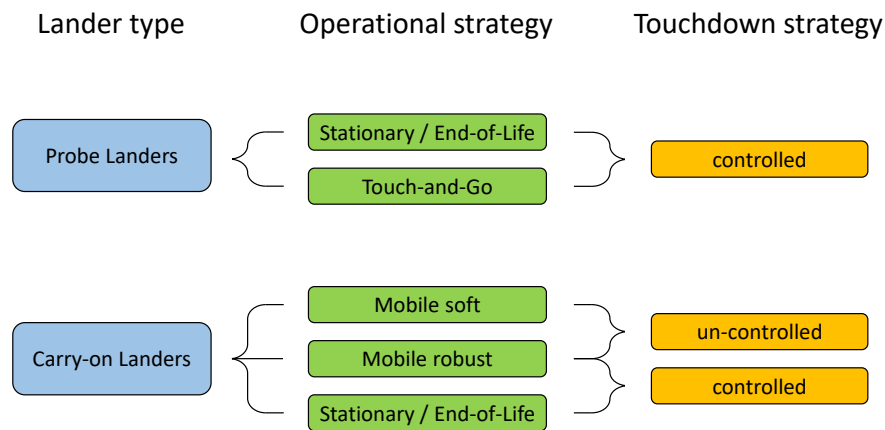 Lander type
Operational strategy
Touchdown strategy
Probe Landers
Stationary / End-of-Life
Touch-and-Go
controlled
Carry-on Landers
Mobile soft
Mobile robust
Stationary / End-of-Life
un-controlled
controlled